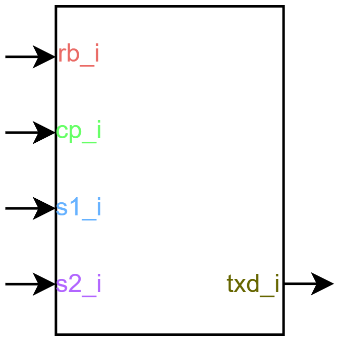 rb_i
cp_i
s1_i
s2_i
txd_i